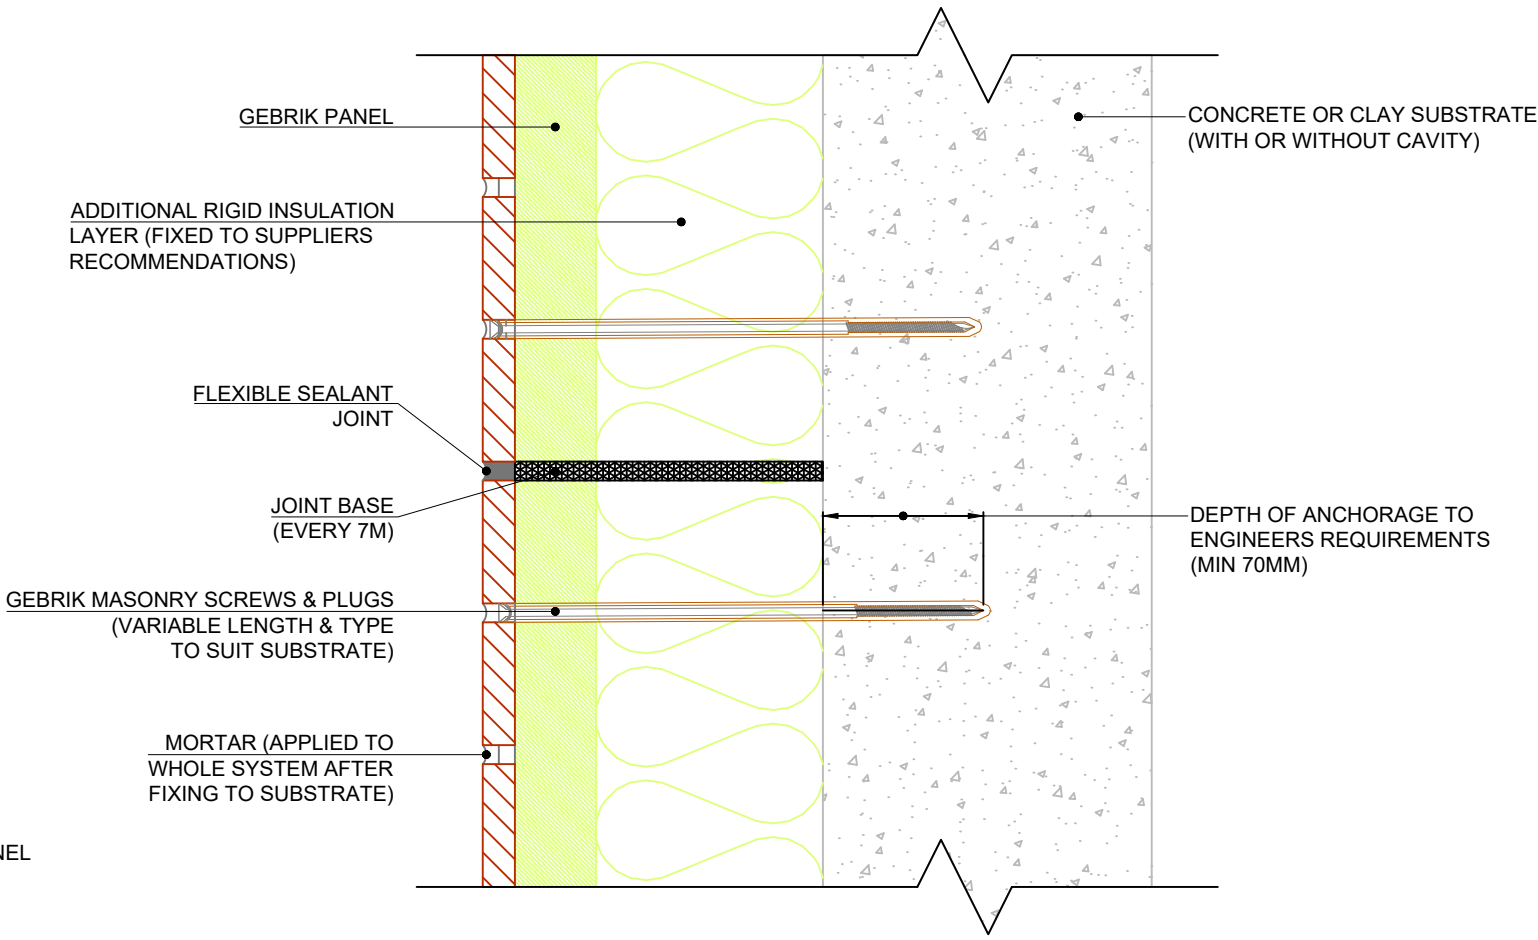 GEBRIK PANEL
CONCRETE OR CLAY SUBSTRATE
(WITH OR WITHOUT CAVITY)
ADDITIONAL RIGID INSULATION
LAYER (FIXED TO SUPPLIERS
RECOMMENDATIONS)
FLEXIBLE SEALANT
JOINT
JOINT BASE
(EVERY 7M)
DEPTH OF ANCHORAGE TO
ENGINEERS REQUIREMENTS
(MIN 70MM)
GEBRIK MASONRY SCREWS & PLUGS
(VARIABLE LENGTH & TYPE
TO SUIT SUBSTRATE)
MORTAR (APPLIED TO
WHOLE SYSTEM AFTER
FIXING TO SUBSTRATE)
NEL